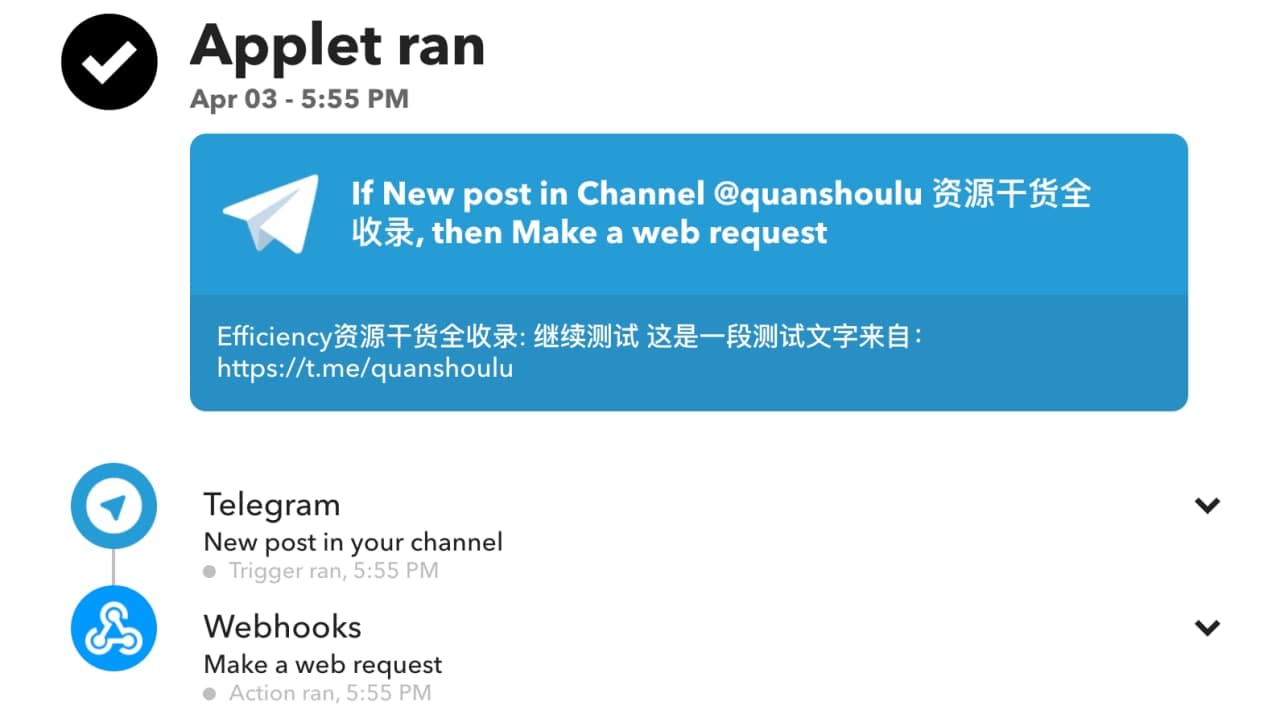 Applet ran
Apr 03 - 5:55 PM
If New post in Channel @quanshoulu 资源干货全
收录, then Make a web request
Efficiency资源干货全收录: 继续测试 这是一段测试文字来自：
https://t.me/quanshoulu
Telegram
New post in your channel
Trigger ran, 5:55 PM
Webhooks
Make a web request
Action ran, 5:55 PM